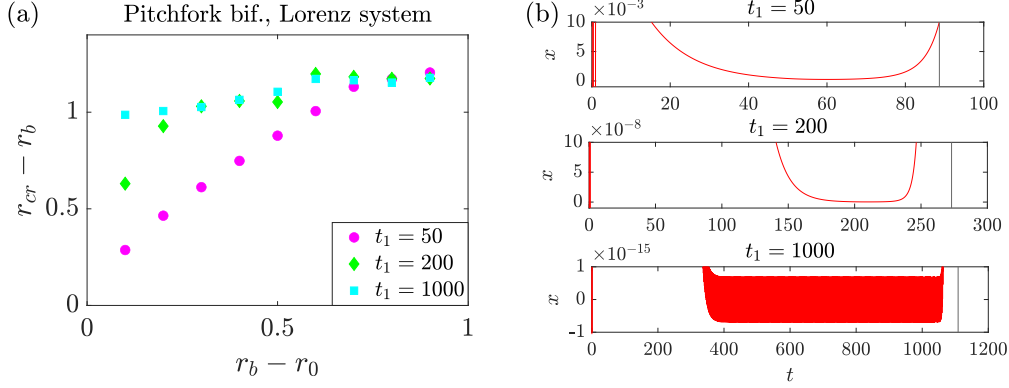 (a)
Pitchfork bif., Lorenz system
r_{cr} − r_b
1
0.5
0
0
0.5
1
r_b − r_0
t_1 = 50
t_1 = 200
t_1 = 1000
(b)
×10^{-3}
t_1 = 50
x
10
5
0
0
20
40
60
80
100
×10^{-8}
t_1 = 200
x
10
5
0
0
50
100
150
200
250
300
×10^{-15}
t_1 = 1000
x
1
0
-1
0
200
400
600
800
1000
1200
t